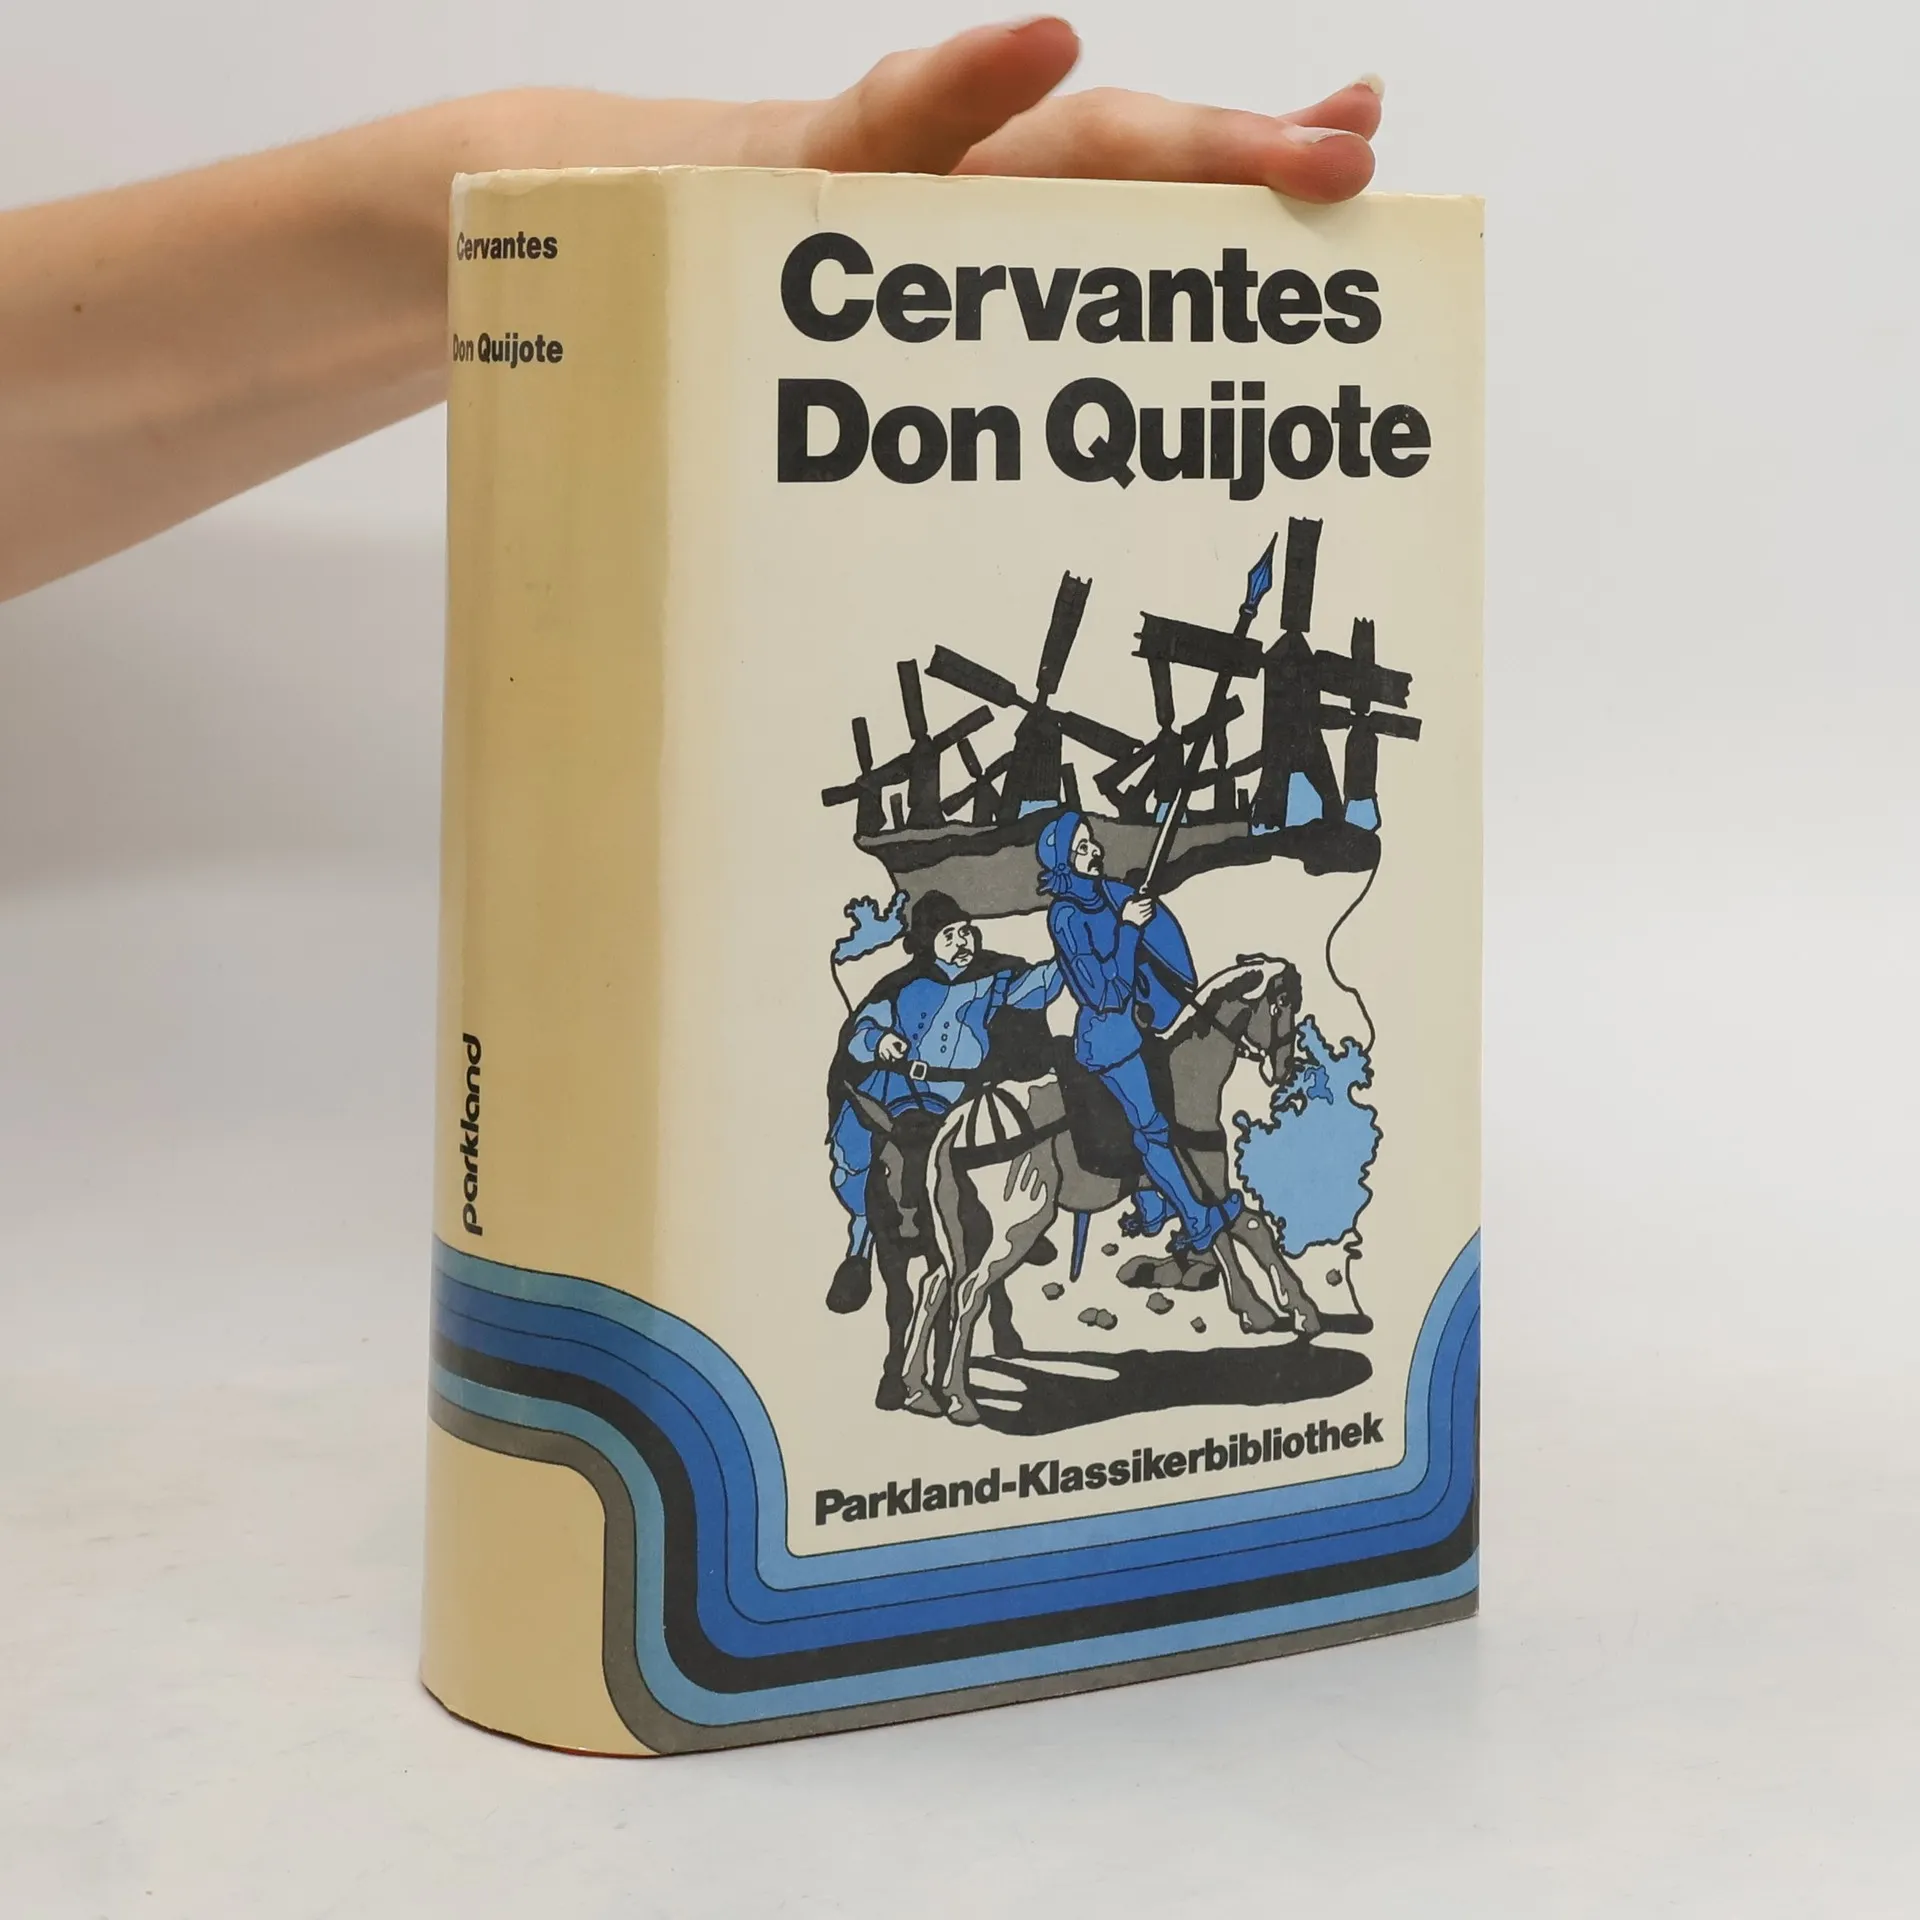 Cervantes
Don Quijote
parkland
Cervantes
Don Quijote
Parkland-Klassikerbibliothek